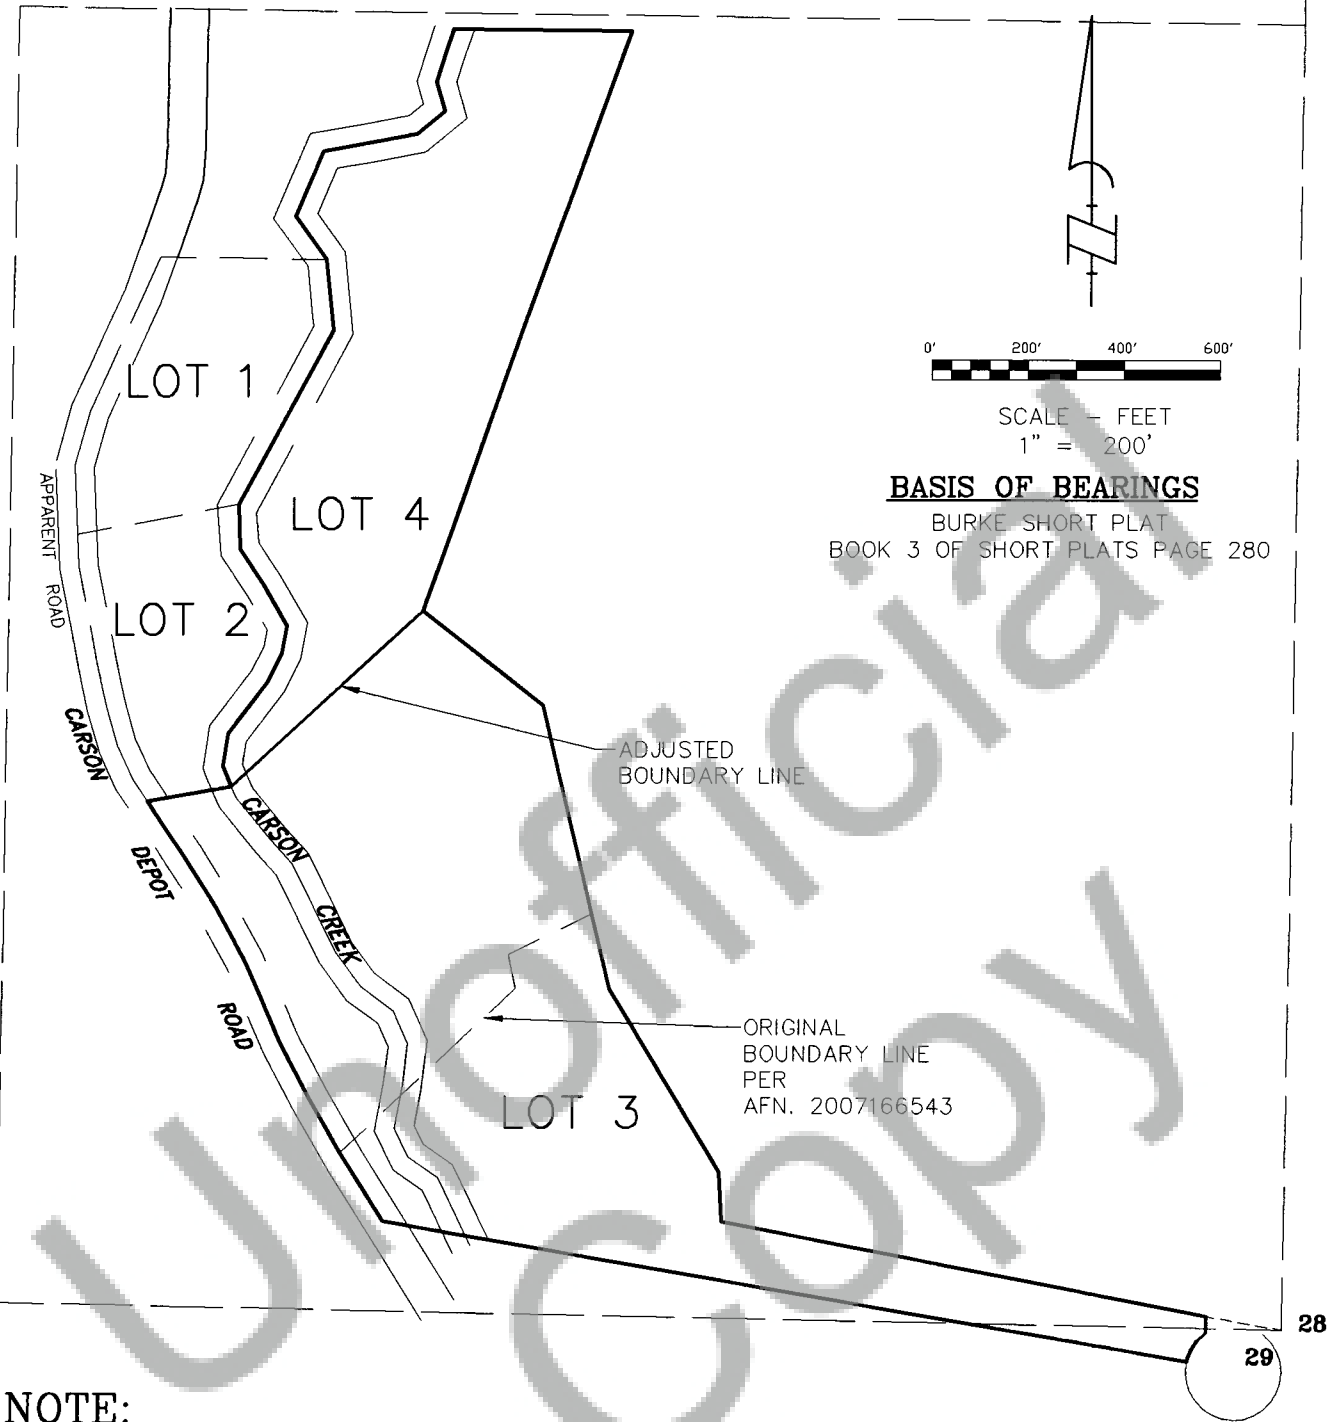 0' 200' 400' 600'
SCALE - FEET
1" = 200'
BASIS OF BEARINGS
BURKE SHORT PLAT
BOOK 3 OF SHORT PLATS PAGE 280
N
LOT 1
LOT 4
APPARENT ROAD
LOT 2
CARSON
DEPOT
ROAD
ADJUSTED
BOUNDARY LINE
CARSON
CREEK
ORIGINAL
BOUNDARY LINE
PER
AFN. 2007166543
LOT 3
28
29
NOTE:
Unofficial
Copy